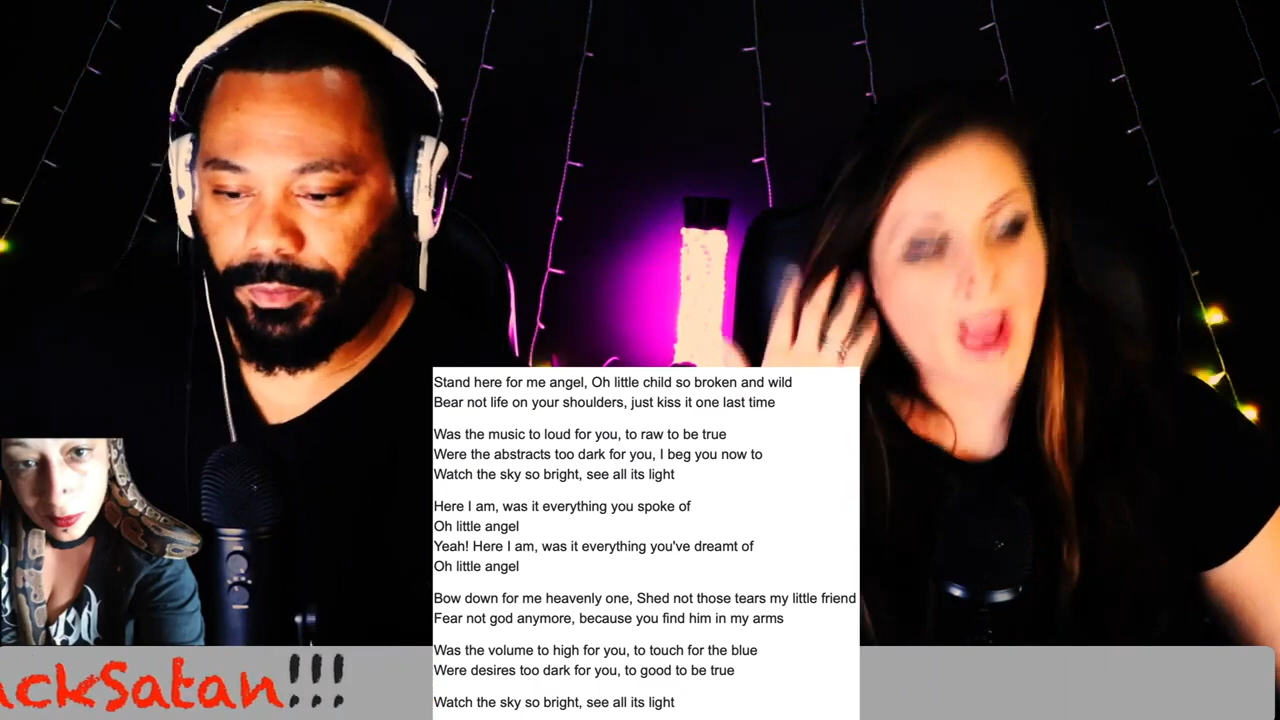 Stand here for me angel, Oh little child so broken and wild
Bear not life on your shoulders, just kiss it one last time
Was the music to loud for you, to raw to be true
Were the abstracts too dark for you, I beg you now to
Watch the sky so bright, see all its light
Here I am, was it everything you spoke of
Oh little angel
Yeah! Here I am, was it everything you've dreamt of
Oh little angel
Bow down for me heavenly one, Shed not those tears my little friend
Fear not god anymore, because you find him in my arms
Was the volume to high for you, to touch for the blue
Were desires too dark for you, to good to be true
Watch the sky so bright, see all its light
ckSatan!!!